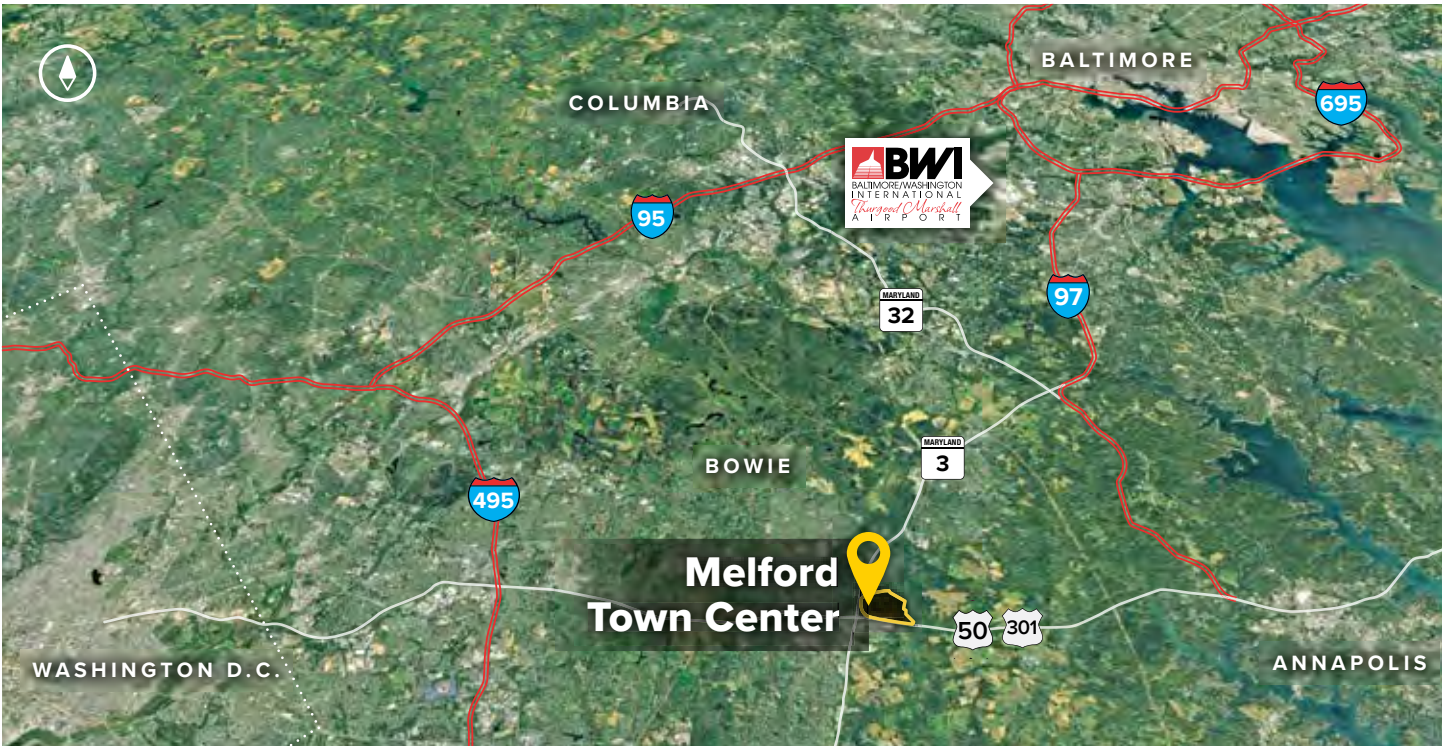 BALTIMORE
COLUMBIA
695
BWI
BALTIMORE/WASHINGTON
INTERNATIONAL
Thurgood Marshall
AIRPORT
95
MARYLAND
32
97
MARYLAND
3
BOWIE
495
Melford
Town Center
50
301
WASHINGTON D.C.
ANNAPOLIS